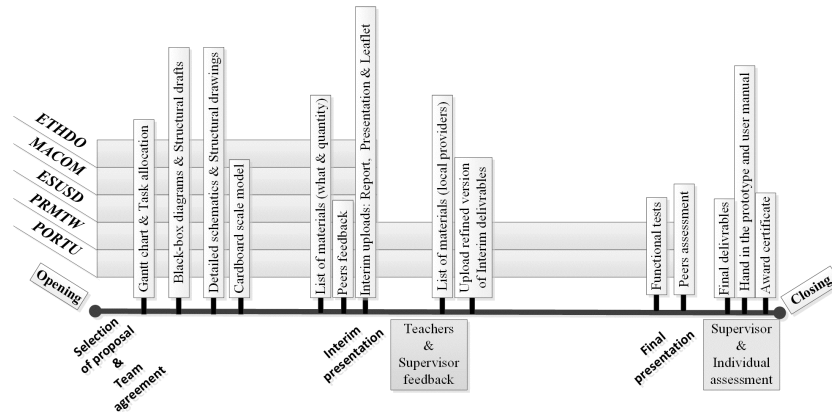 ETHDO
MACOM
ESUSD
PRMTW
PORTU
Opening
Gantt chart & Task allocation
Black-box diagrams & Structural drafts
Detailed schematics & Structural drawings
Cardboard scale model
List of materials (what & quantity)
Peers feedback
Interim uploads: Report, Presentation & Leaflet
List of materials (local providers)
Upload refined version
of Interim delivrables
Functional tests
Peers assessment
Final delivrables
Hand in the prototype and user manual
Award certificate
Closing
Selection
of proposal
&
Team
agreement
Interim
presentation
Teachers
&
Supervisor
feedback
Final
presentation
Supervisor
&
Individual
assessment